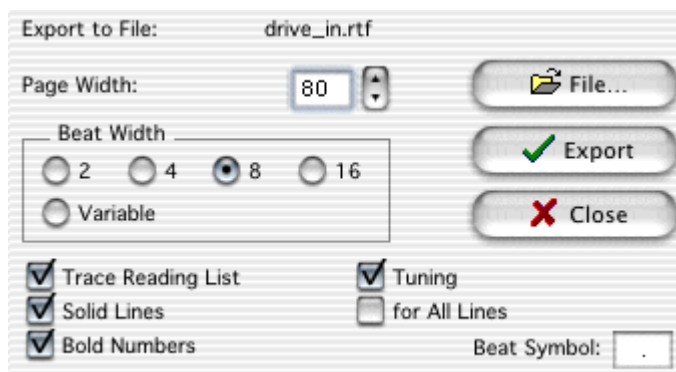 Export to File: drive_in.rtf
Page Width: 80 File...
Beat Width
2 4 8 16 Export
Variable Close
Trace Reading List Tuning
Solid Lines for All Lines
Bold Numbers Beat Symbol: .